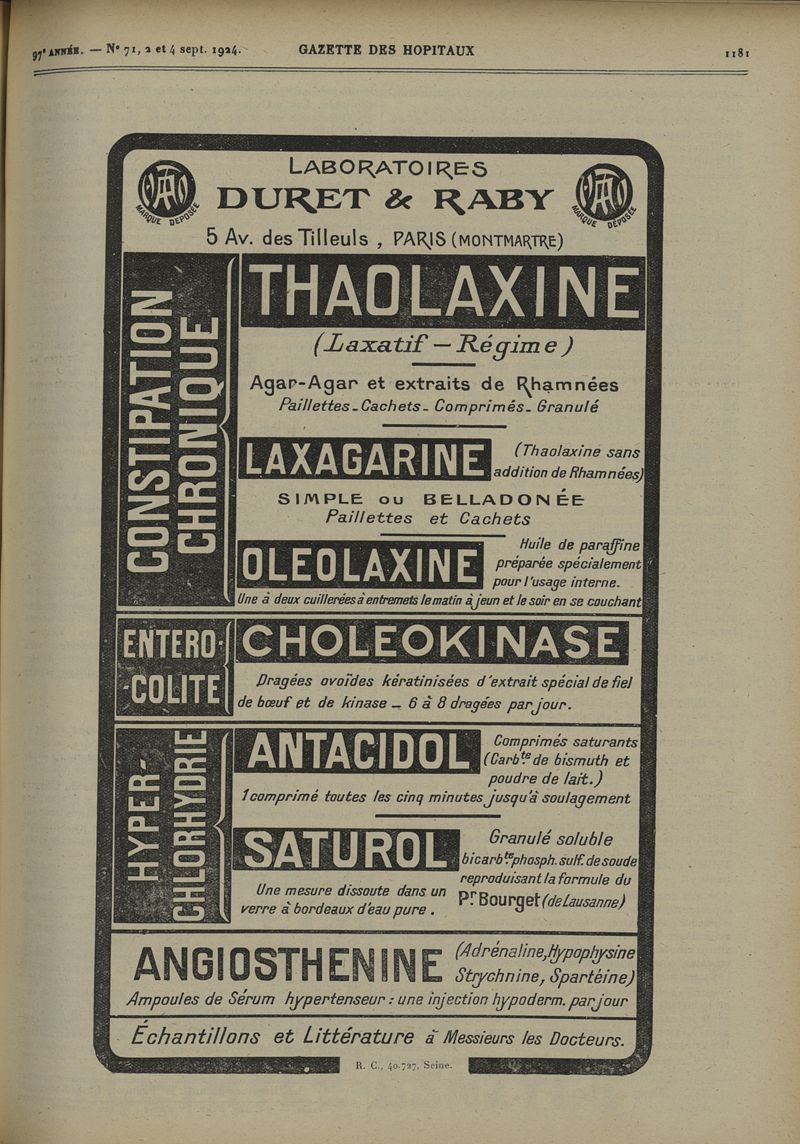 97e ANNÉE. — No 71, 2 et 4 sept. 1924.
GAZETTE DES HOPITAUX
1181
LABORATOIRES
DURET & RABY
MARQUE DÉPOSÉE
MARQUE DÉPOSÉE
5 Av. des Tilleuls, PARIS (MONTMARTRE)
CONSTIPATION
CHRONIQUE
THAOLAXINE
(Laxatif — Régime)
Agar-Agar et extraits de Rhamnées
Paillettes - Cachets - Comprimés - Granulé
LAXAGARINE
(Thaolaxine sans
addition de Rhamnées)
SIMPLE ou BELLADONÉE
Paillettes et Cachets
OLEOLAXINE
Huile de paraffine
préparée spécialement
pour l'usage interne.
Une à deux cuillerées à entremets le matin à jeun et le soir en se couchant
ENTERO-
-COLITE
CHOLEOKINASE
Dragées ovoïdes kératinisées d'extrait spécial de fiel
de bœuf et de kinase — 6 à 8 dragées par jour.
HYPER-
CHLORHYDRIE
ANTACIDOL
Comprimés saturants
(Carbte de bismuth et
poudre de lait.)
1 comprimé toutes les cinq minutes jusqu'à soulagement
SATUROL
Granulé soluble
bicarbte phosph. sulf. de soude
reproduisant la formule du
Pr Bourget (de Lausanne)
Une mesure dissoute dans un
verre à bordeaux d'eau pure.
ANGIOSTHENINE
(Adrénaline, Hypophysine
Strychnine, Spartéine)
Ampoules de Sérum hypertenseur : une injection hypoderm. par jour
Échantillons et Littérature à Messieurs les Docteurs.
R. C., 40-727, Seine.